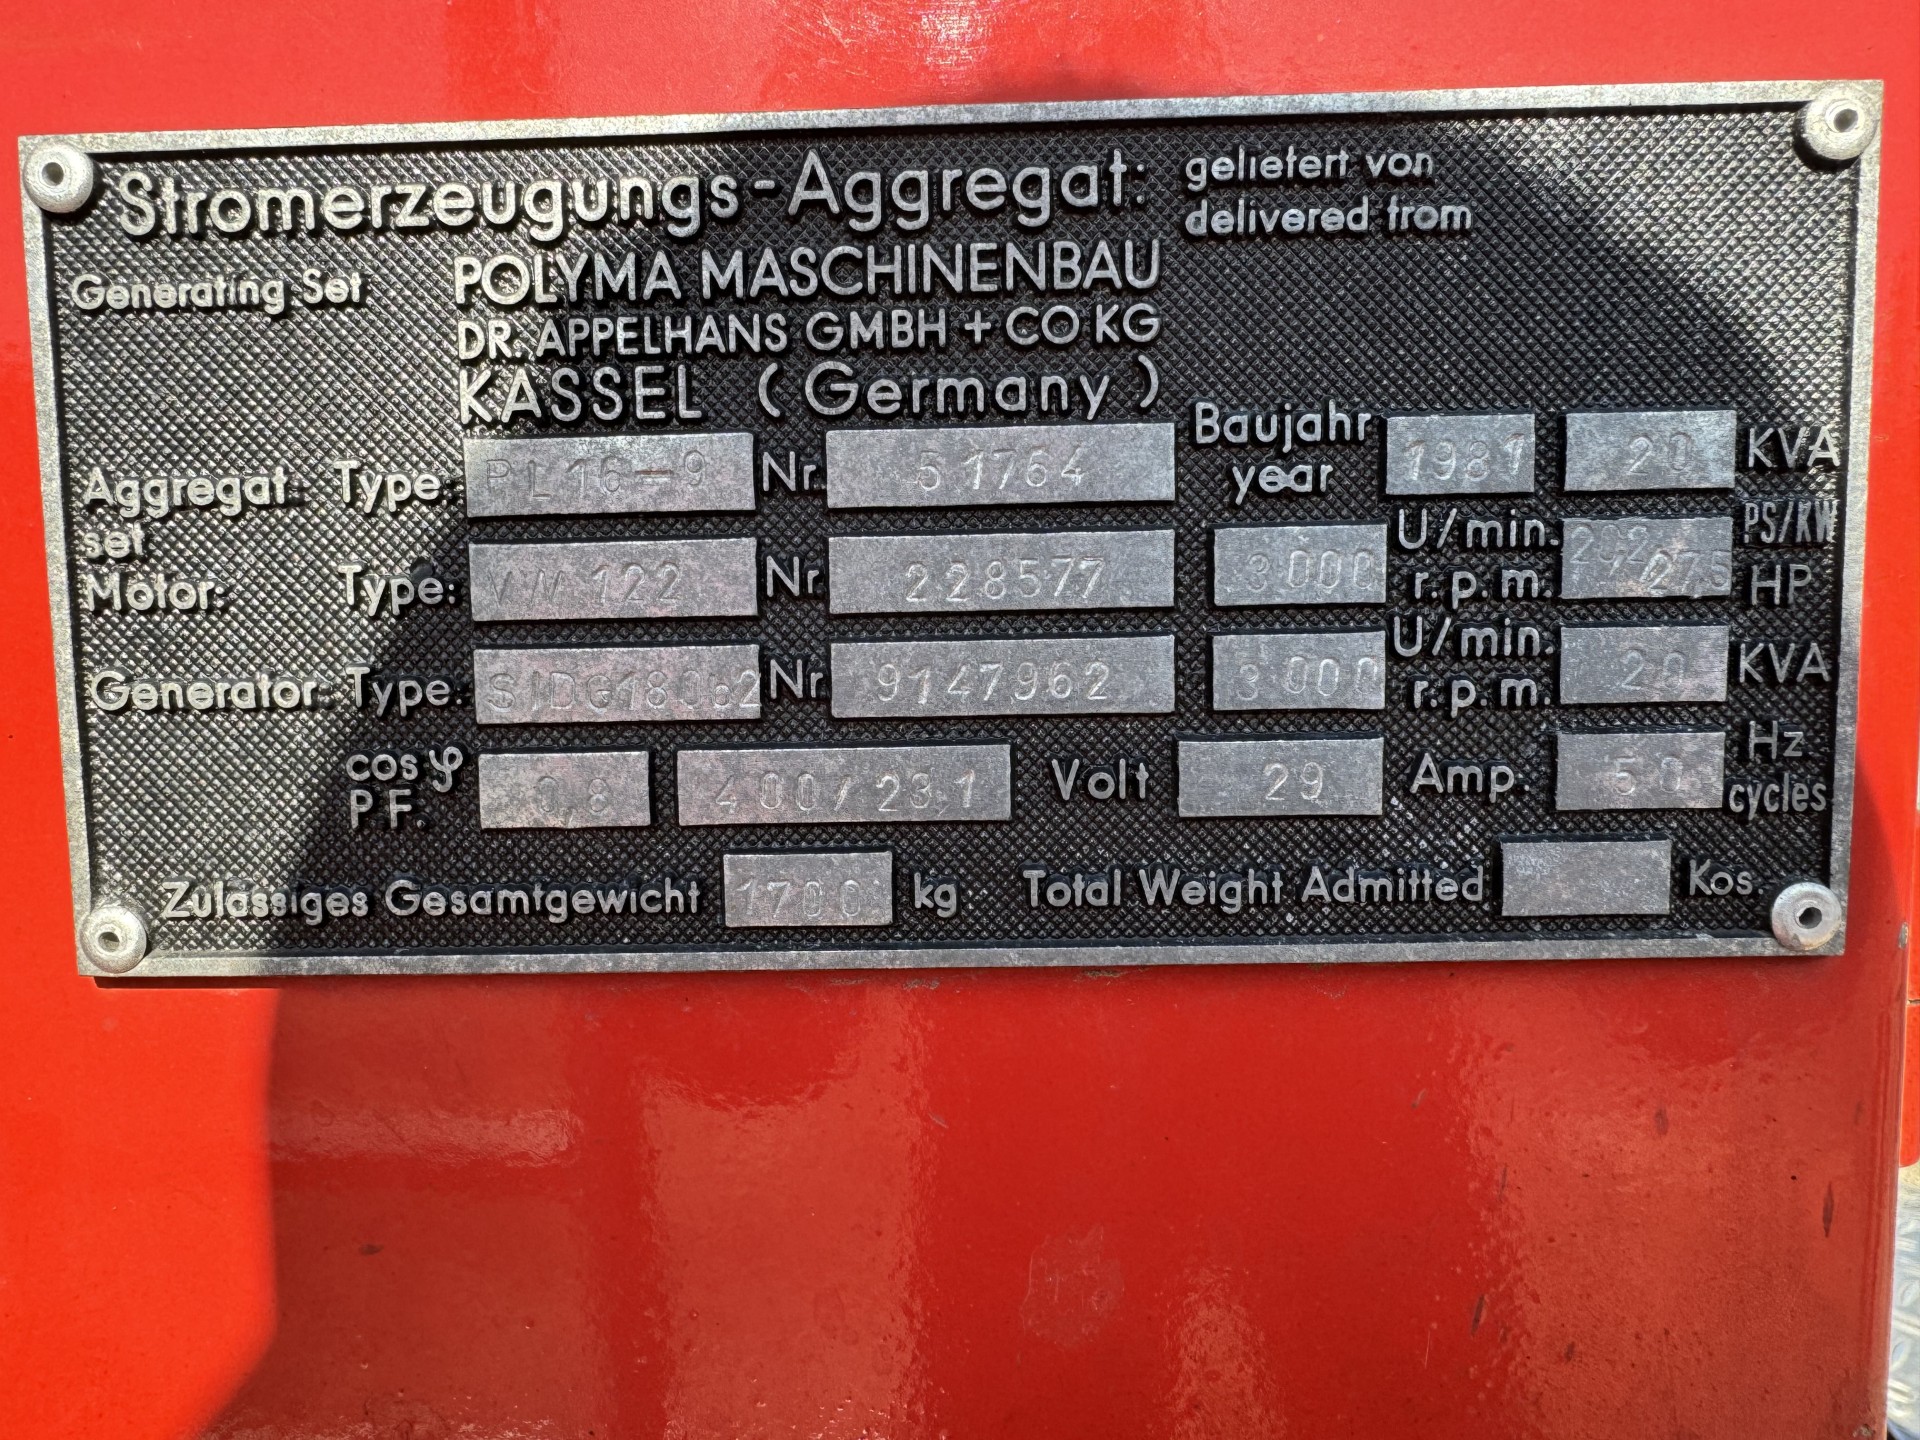 Stromerzeugungs-Aggregat: geliefert von
delivered from
Generating Set POLYMA MASCHINENBAU
DR. APPELHANS GMBH + CO KG
KASSEL (Germany)
Aggregat: Type: PL 16-9 Nr. 51764 Baujahr 1981 20 KVA
set year
Motor: Type: VW 122 Nr. 228577 3000 U/min. PS/KW
r.p.m. HP
Generator: Type: Nr. 9147962 3000 U/min. 20 KVA
r.p.m.
cos φ 0,8 400/231 Volt 29 Amp. 50 Hz
P.F. cycles
Zulässiges Gesamtgewicht 1700 kg Total Weight Admitted Kos.